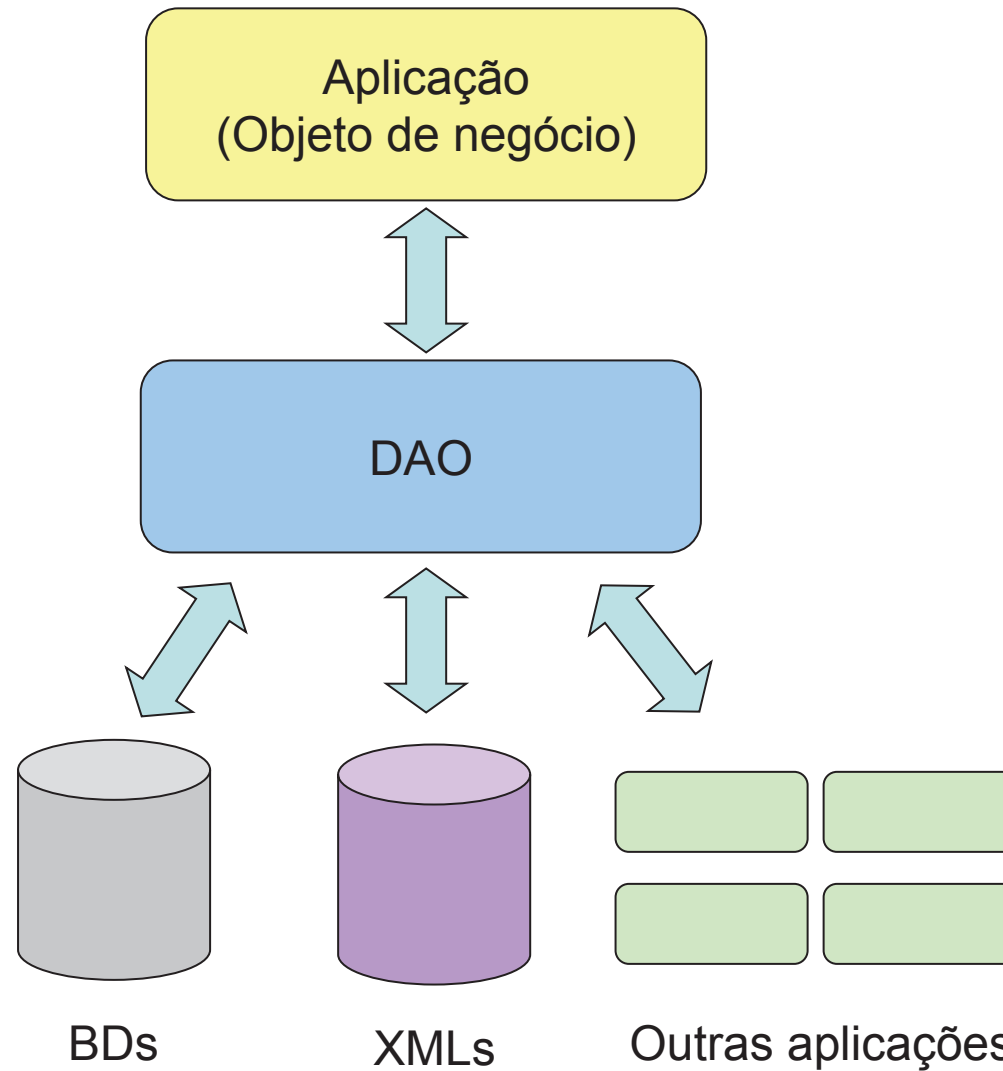 Aplicação
(Objeto de negócio)
DAO
BDs
XMLs
Outras aplicações